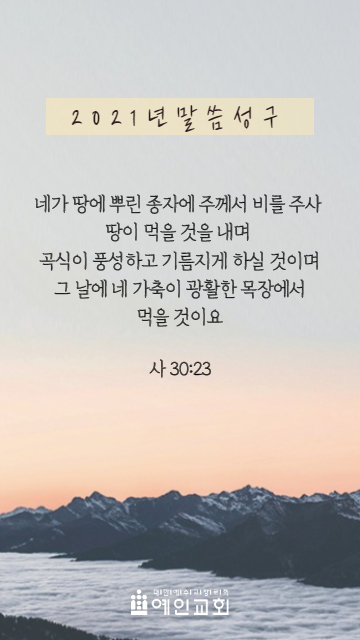 2021년말씀성구
네가 땅에 뿌린 종자에 주께서 비를 주사
땅이 먹을 것을 내며
곡식이 풍성하고 기름지게 하실 것이며
그 날에 네 가축이 광활한 목장에서
먹을 것이요
사 30:23
예인교회